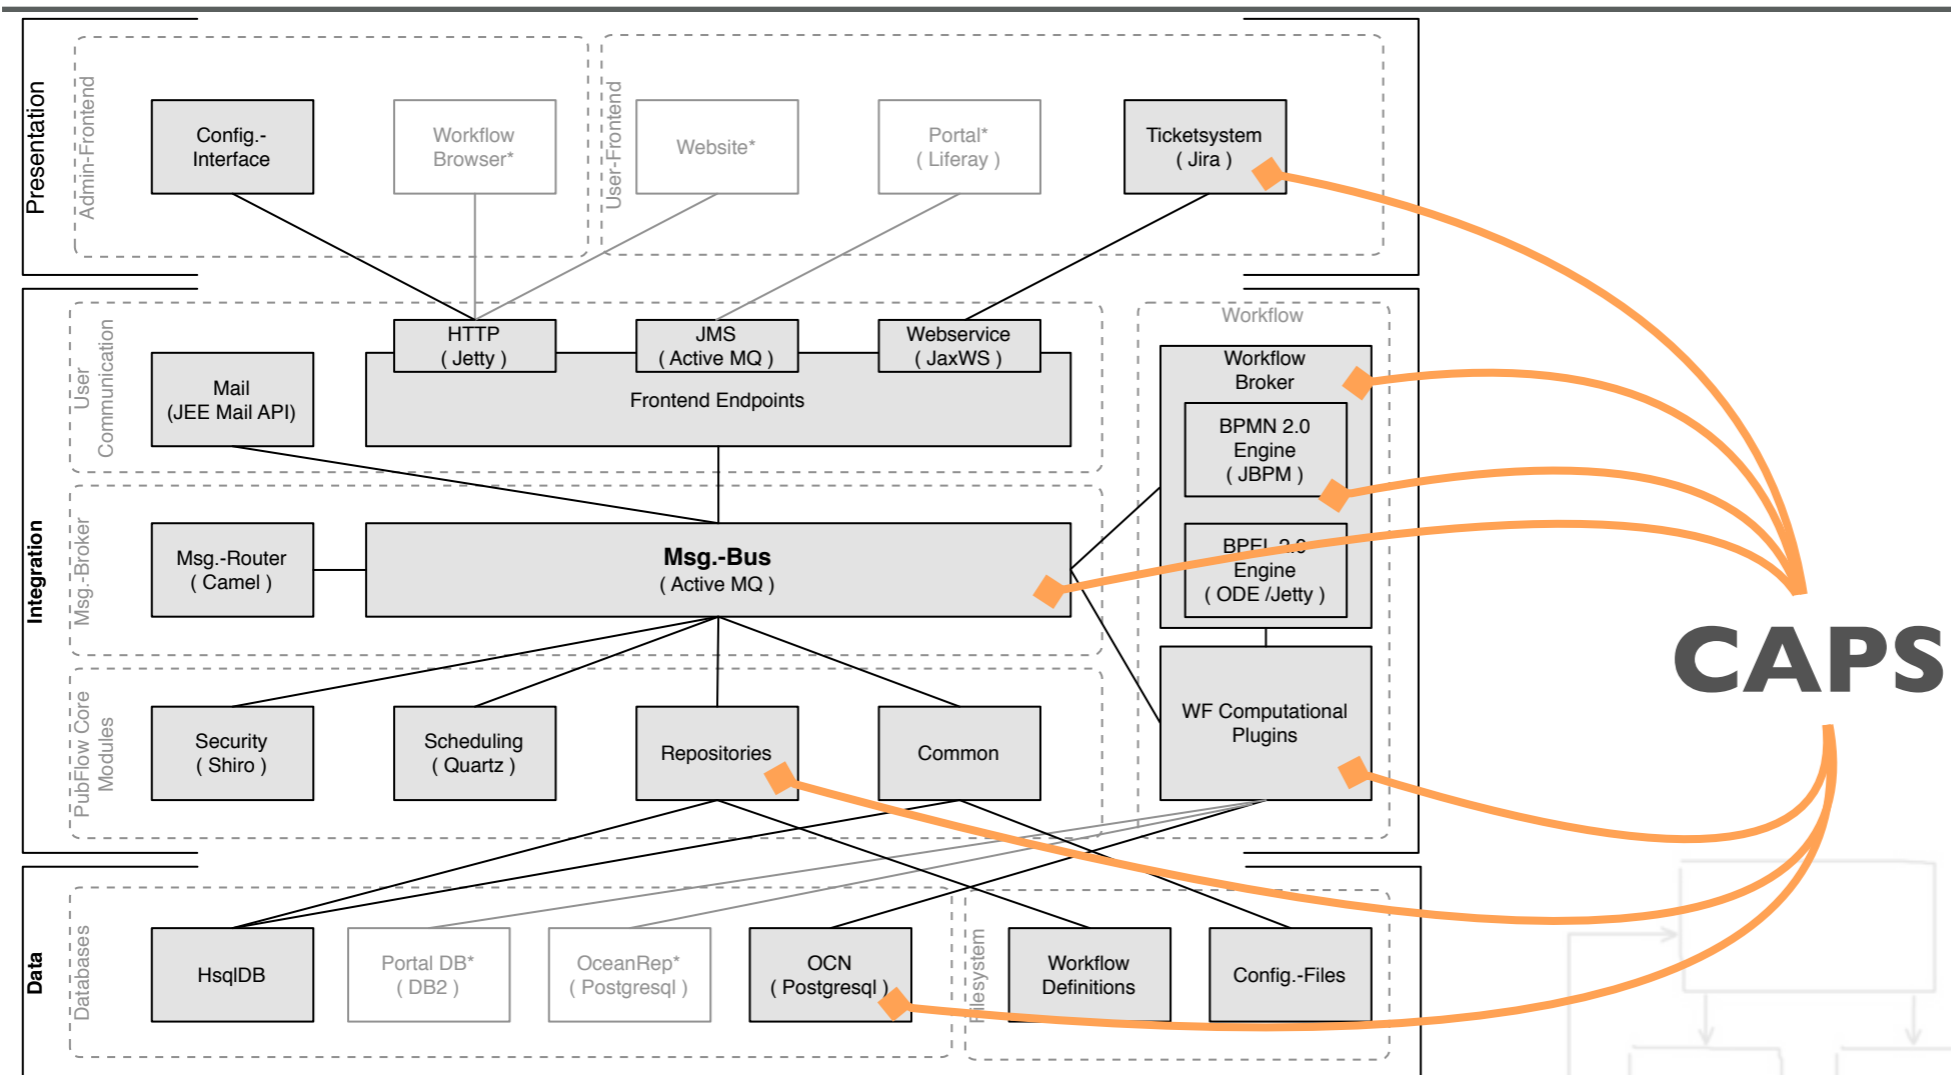 Presentation
Admin-Frontend
Config.-
Interface
Workflow
Browser*
User-Frontend
Website*
Portal*
( Liferay )
Ticketsystem
( Jira )
Integration
User
Communication
Mail
(JEE Mail API)
HTTP
( Jetty )
JMS
( Active MQ )
Webservice
( JaxWS )
Frontend Endpoints
Workflow
Workflow
Broker
BPMN 2.0
Engine
( JBPM )
BPEL 2.0
Engine
( ODE /Jetty )
Msg.-Broker
Msg.-Router
( Camel )
Msg.-Bus
( Active MQ )
CAPS
PubFlow Core
Modules
Security
( Shiro )
Scheduling
( Quartz )
Repositories
Common
WF Computational
Plugins
Data
Databases
HsqlDB
Portal DB*
( DB2 )
OceanRep*
( Postgresql )
OCN
( Postgresql )
Filesystem
Workflow
Definitions
Config.-Files